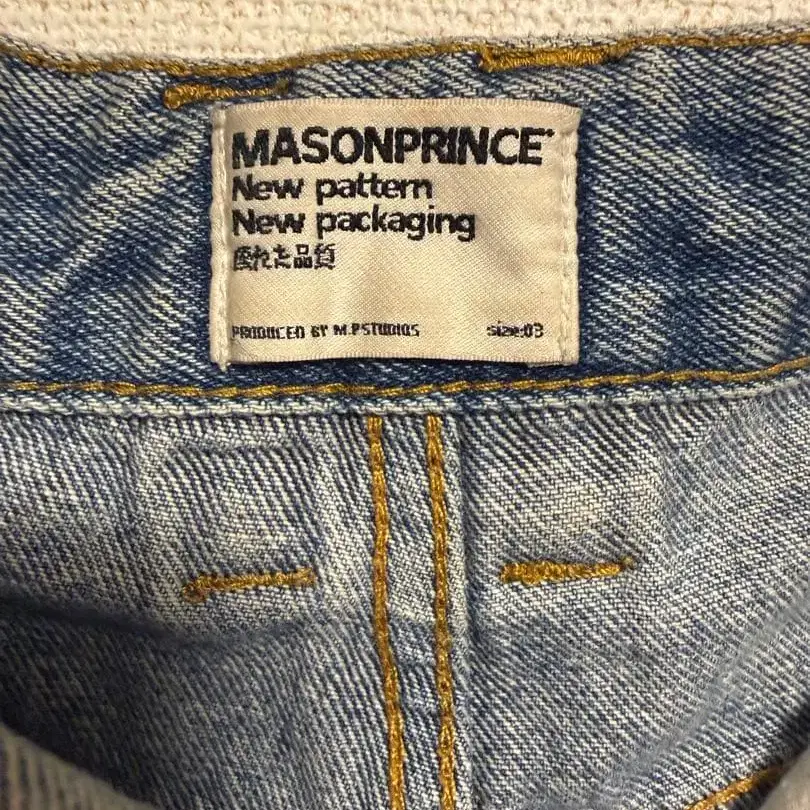 MASONPRINCE
New pattern
New packaging
優れた品質
PRODUCED BY M.PSTUDIOS size:03